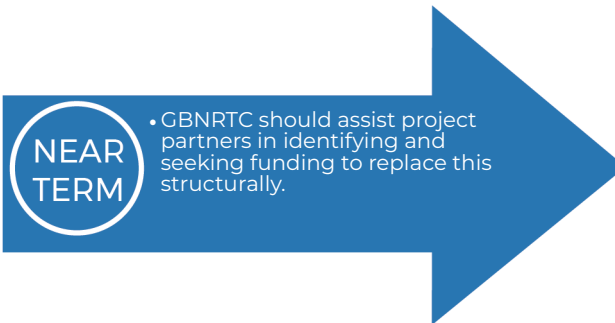 NEAR
TERM
• GBNRTC should assist project
partners in identifying and
seeking funding to replace this
structurally.